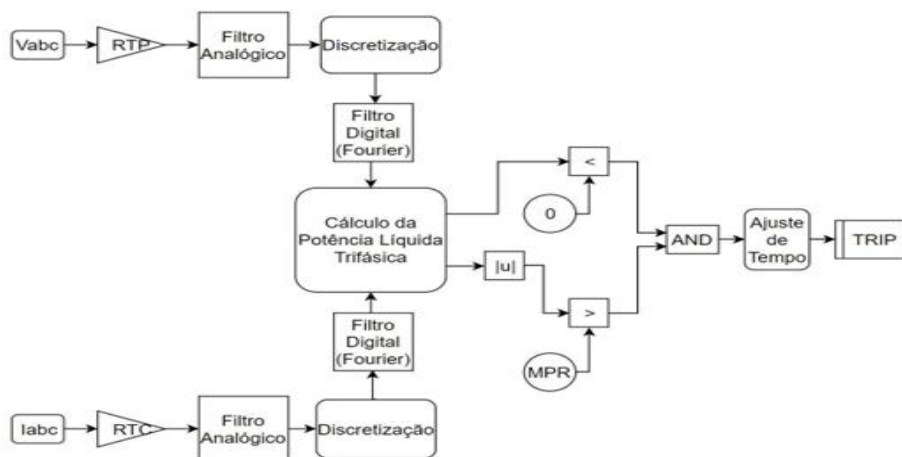 Vabc
RTP
Filtro
Analógico
Discretização
Filtro
Digital
(Fourier)
Cálculo da
Potência Líquida
Trifásica
<
0
|u|
>
MPR
AND
Ajuste
de
Tempo
TRIP
Filtro
Digital
(Fourier)
Iabc
RTC
Filtro
Analógico
Discretização